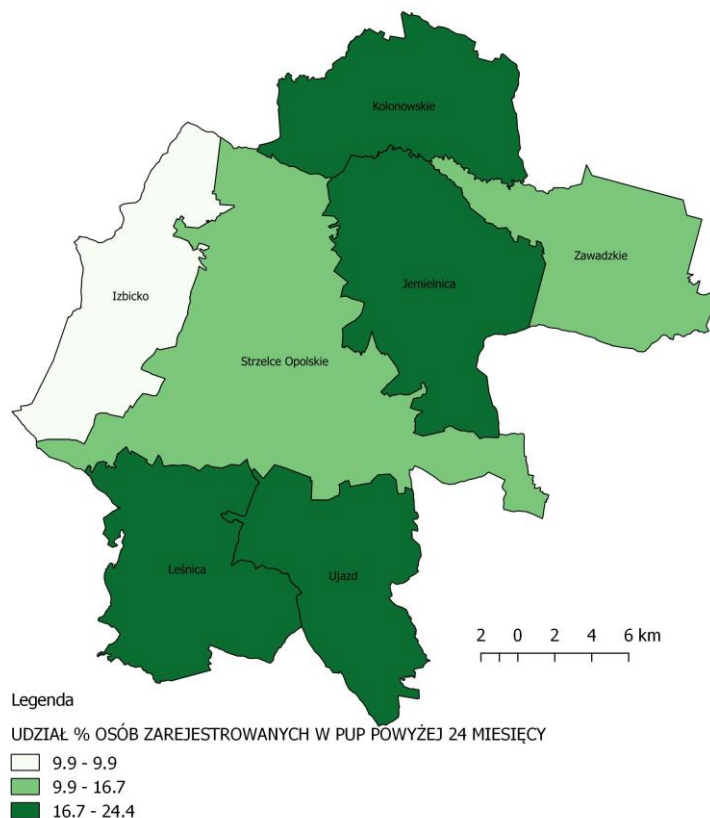 Kolonowskie
Zawadzkie
Jemielnica
Izbicko
Strzelce Opolskie
Leśnica
Ujazd
2 0 2 4 6 km
Legenda
UDZIAŁ % OSÓB ZAREJESTROWANYCH W PUP POWYŻEJ 24 MIESIĘCY
9.9 - 9.9
9.9 - 16.7
16.7 - 24.4